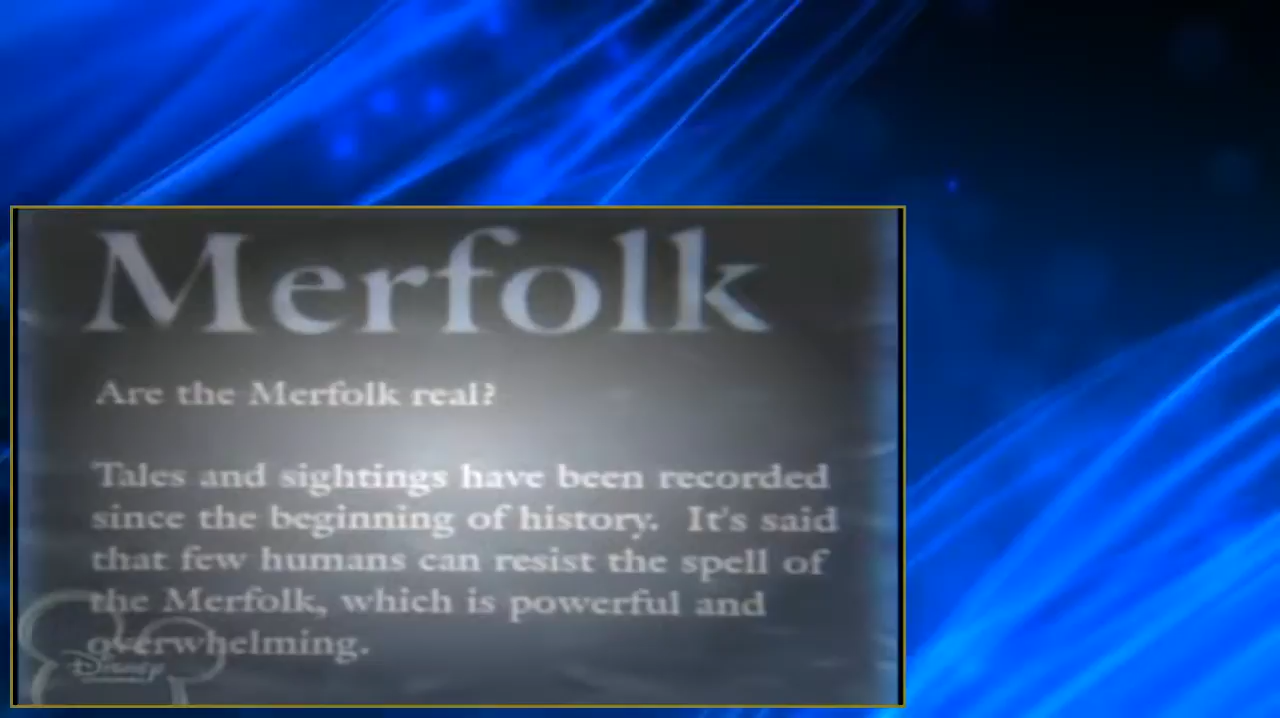 Merfolk
Are the Merfolk real?
Tales and sightings have been recorded
since the beginning of history. It's said
that few humans can resist the spell of
the Merfolk, which is powerful and
overwhelming.
Disney